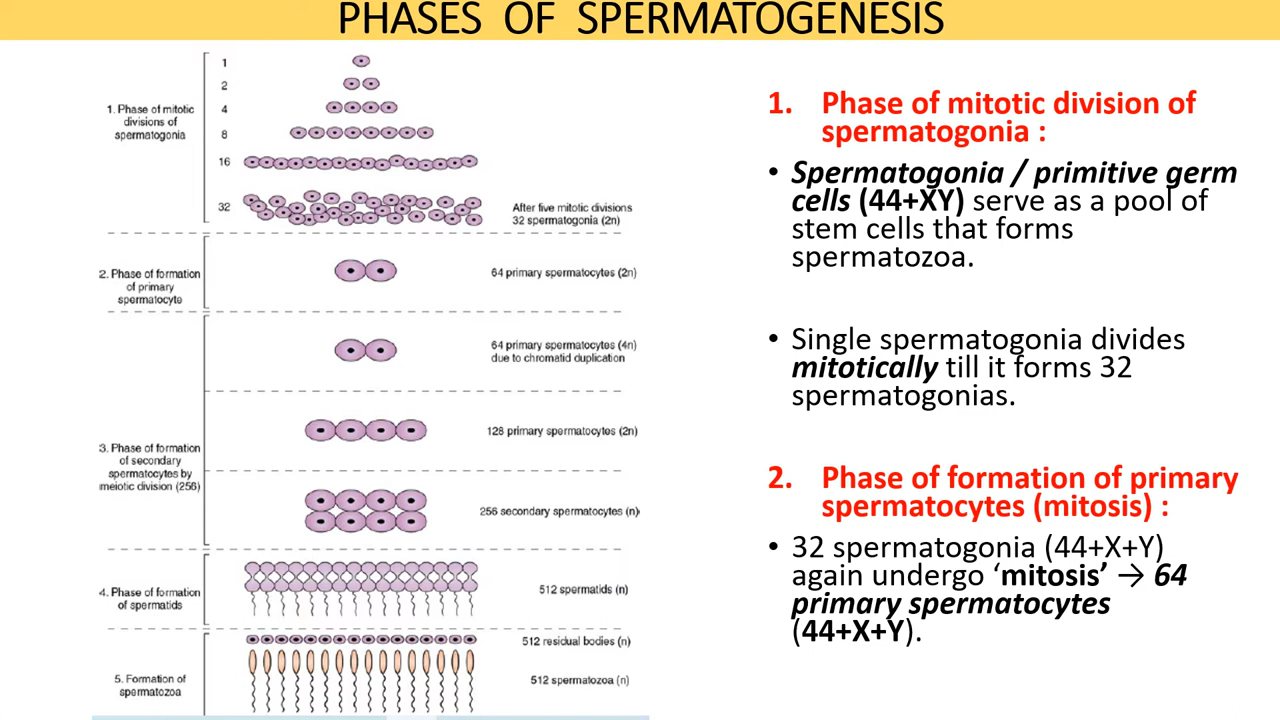 PHASES OF SPERMATOGENESIS
1. Phase of mitotic
divisions of
spermatogonia
1
2
4
8
16
32
After five mitotic divisions
32 spermatogonia (2n)
2. Phase of formation
of primary
spermatocyte
64 primary spermatocytes (2n)
3. Phase of formation
of secondary
spermatocytes by
meiotic division (256)
64 primary spermatocytes (4n)
due to chromatid duplication
128 primary spermatocytes (2n)
256 secondary spermatocytes (n)
4. Phase of formation
of spermatids
512 spermatids (n)
5. Formation of
spermatozoa
512 residual bodies (n)
512 spermatozoa (n)
1. Phase of mitotic division of
spermatogonia :
• Spermatogonia / primitive germ
cells (44+XY) serve as a pool of
stem cells that forms
spermatozoa.
• Single spermatogonia divides
mitotically till it forms 32
spermatogonias.
2. Phase of formation of primary
spermatocytes (mitosis) :
• 32 spermatogonia (44+X+Y)
again undergo ‘mitosis’ → 64
primary spermatocytes
(44+X+Y).